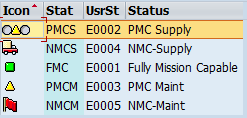 Icon Stat UsrSt Status
PMCS E0002 PMC Supply
NMCS E0004 NMC-Supply
FMC E0001 Fully Mission Capable
PMCM E0003 PMC Maint
NMCM E0005 NMC-Maint